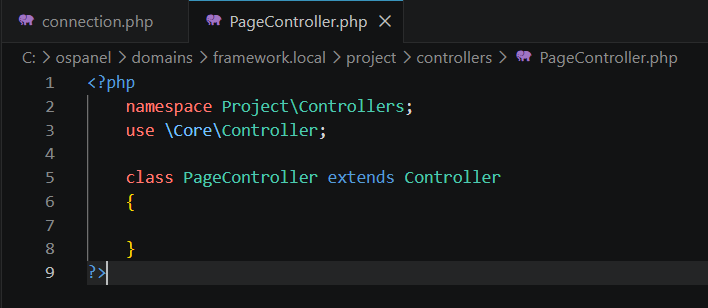 connection.php PageController.php ×
C: > ospanel > domains > framework.local > project > controllers > PageController.php
1 <?php
2 namespace Project\Controllers;
3 use \Core\Controller;
4
5 class PageController extends Controller
6 {
7
8 }
9 ?>